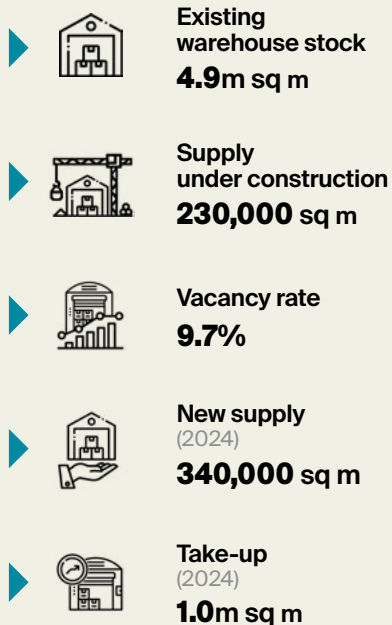 Existing
warehouse stock
4.9m sq m
Supply
under construction
230,000 sq m
Vacancy rate
9.7%
New supply
(2024)
340,000 sq m
Take-up
(2024)
1.0m sq m